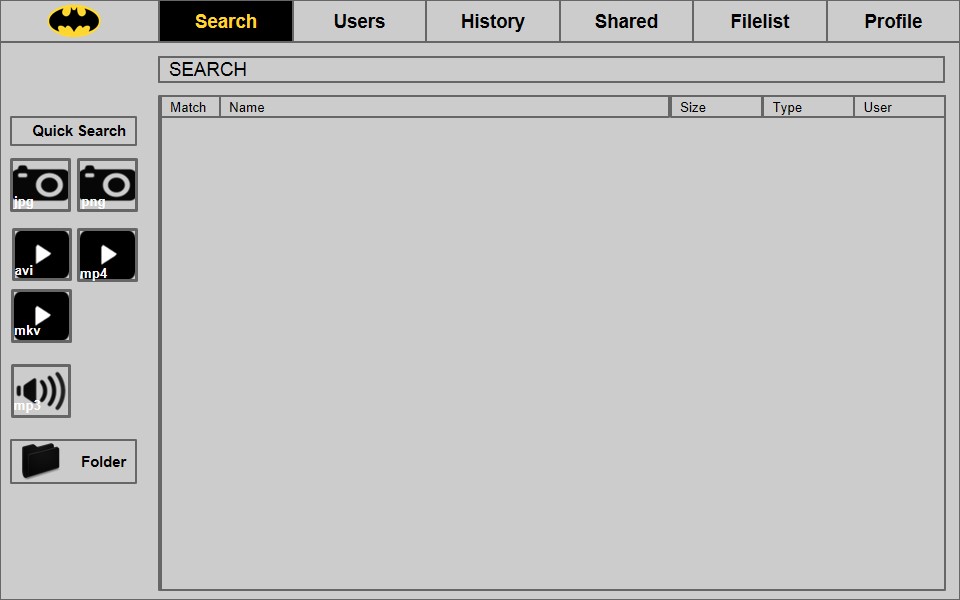 Search Users History Shared Filelist Profile
SEARCH
Match Name Size Type User
Quick Search
jpg png
avi mp4
mkv
mp3
Folder